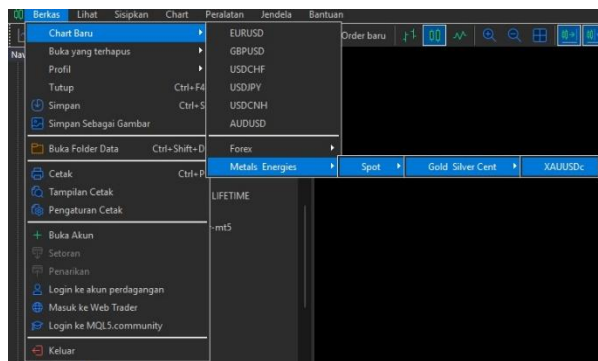 Berkas Lihat Sisipkan Chart Peralatan Jendela Bantuan
Order baru
Nav
Chart Baru
Buka yang terhapus
Profil
Tutup Ctrl+F4
Simpan Ctrl+S
Simpan Sebagai Gambar
Buka Folder Data Ctrl+Shift+D
Cetak Ctrl+P
Tampilan Cetak
Pengaturan Cetak
Buka Akun
Setoran
Penarikan
Login ke akun perdagangan
Masuk ke Web Trader
Login ke MQL5.community
Keluar
EURUSD
GBPUSD
USDCHF
USDJPY
USDCNH
AUDUSD
Forex
Metals Energies
Spot
Gold Silver Cent
XAUUSDc
LIFETIME
-mt5